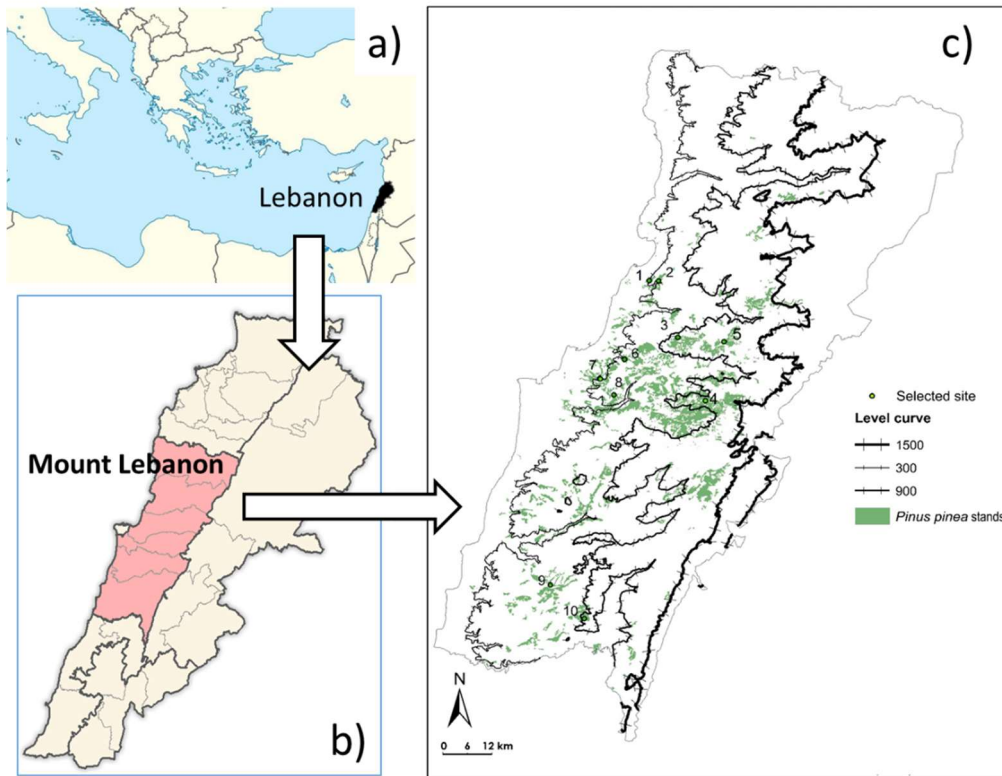 a)
Lebanon
b)
Mount Lebanon
c)
1
2
3
5
6
7
8
4
9
10
Selected site
Level curve
1500
300
900
Pinus pinea stands
N
0 6 12 km